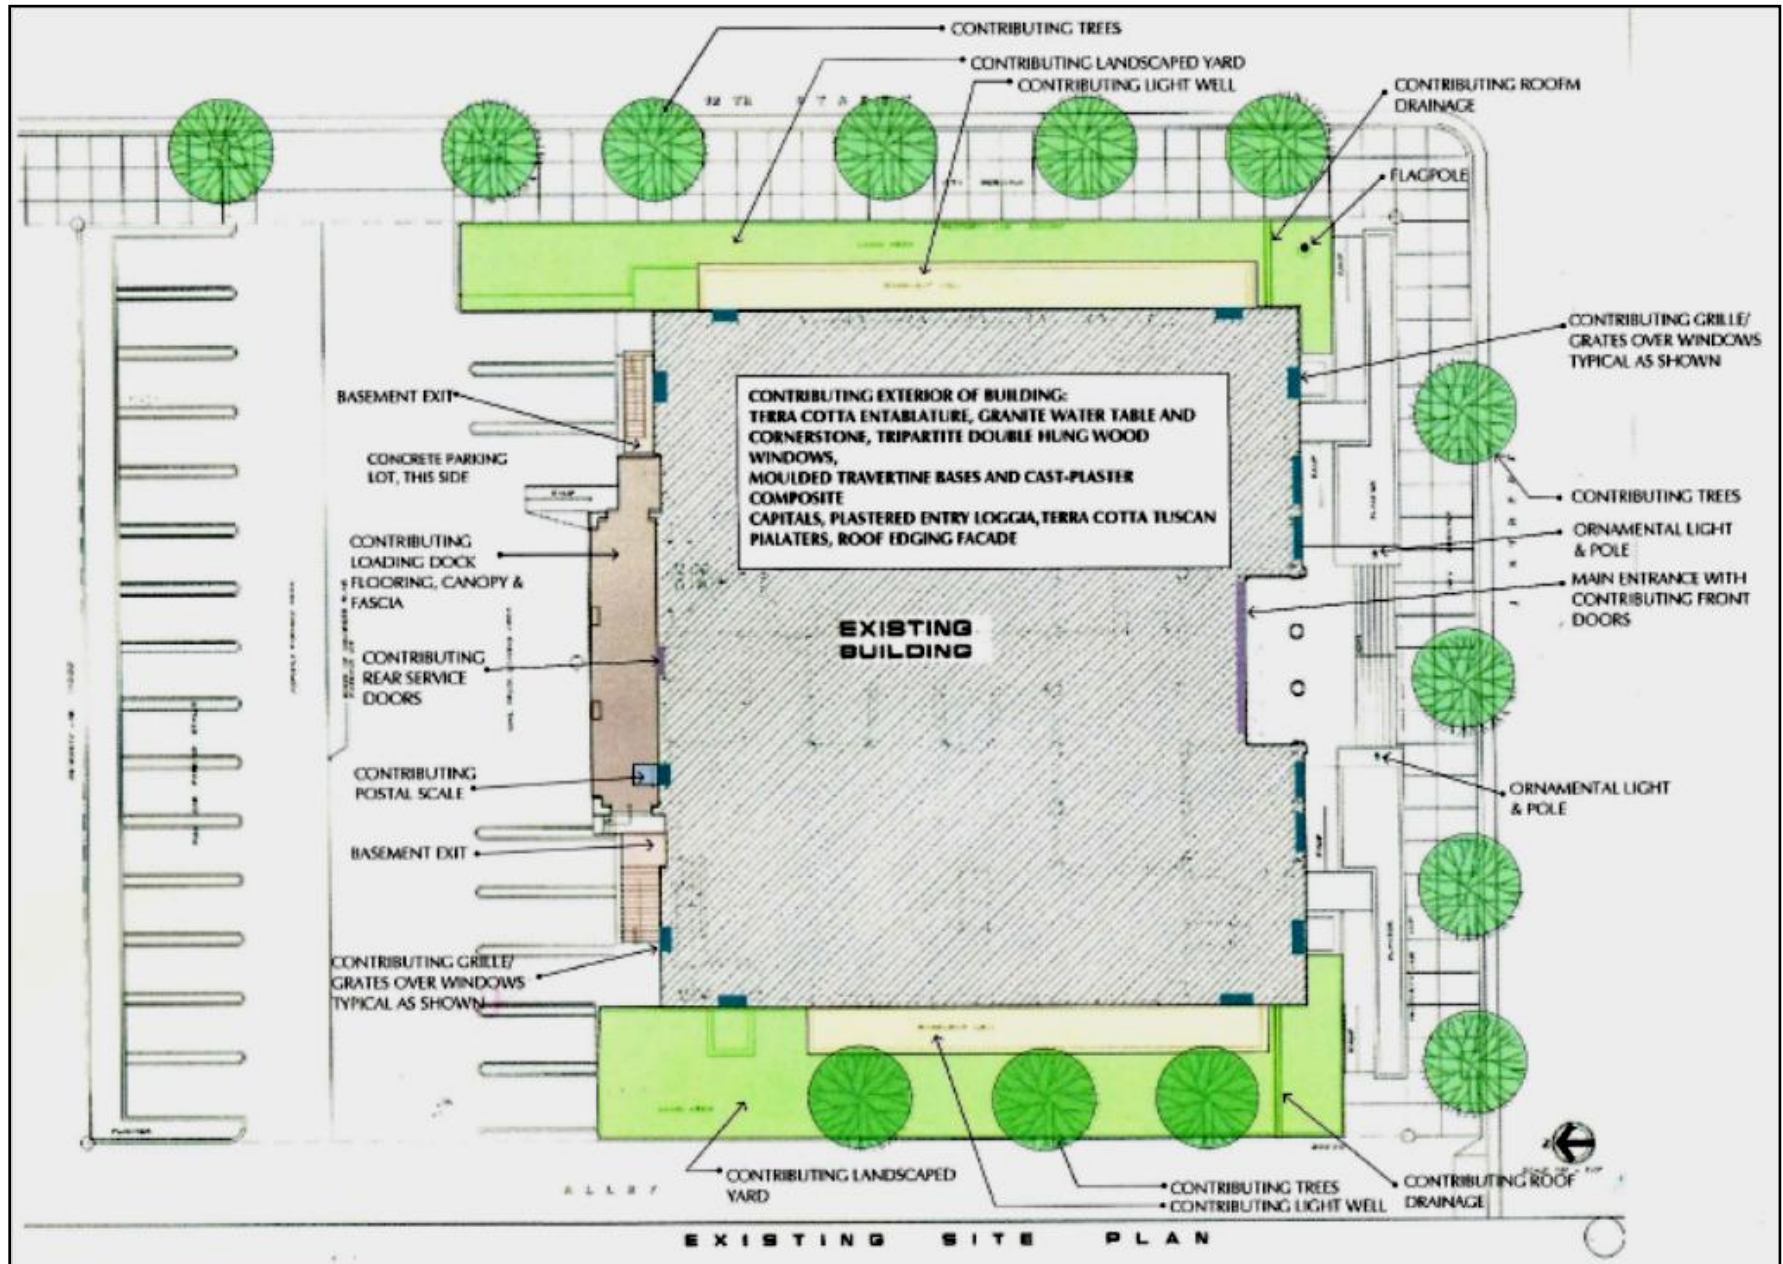 CONTRIBUTING TREES
CONTRIBUTING LANDSCAPED YARD
CONTRIBUTING LIGHT WELL
CONTRIBUTING ROOFM
DRAINAGE
FLAGPOLE
CONTRIBUTING GRILLE/
GRATES OVER WINDOWS
TYPICAL AS SHOWN
CONTRIBUTING EXTERIOR OF BUILDING:
TERRA COTTA ENTABLATURE, GRANITE WATER TABLE AND
CORNERSTONE, TRIPARTITE DOUBLE HUNG WOOD
WINDOWS,
MOULDED TRAVERTINE BASES AND CAST-PLASTER
COMPOSITE
CAPITALS, PLASTERED ENTRY LOGGIA, TERRA COTTA TUSCAN
PIALATERS, ROOF EDGING FACADE
BASEMENT EXIT
CONCRETE PARKING
LOT, THIS SIDE
CONTRIBUTING
LOADING DOCK
FLOORING, CANOPY &
FASCIA
CONTRIBUTING TREES
ORNAMENTAL LIGHT
& POLE
MAIN ENTRANCE WITH
CONTRIBUTING FRONT
DOORS
EXISTING
BUILDING
CONTRIBUTING
REAR SERVICE
DOORS
CONTRIBUTING
POSTAL SCALE
ORNAMENTAL LIGHT
& POLE
BASEMENT EXIT
CONTRIBUTING GRILLE/
GRATES OVER WINDOWS
TYPICAL AS SHOWN
CONTRIBUTING LANDSCAPED
YARD
CONTRIBUTING TREES
CONTRIBUTING LIGHT WELL
CONTRIBUTING ROOF
DRAINAGE
ALLEY
EXISTING SITE PLAN